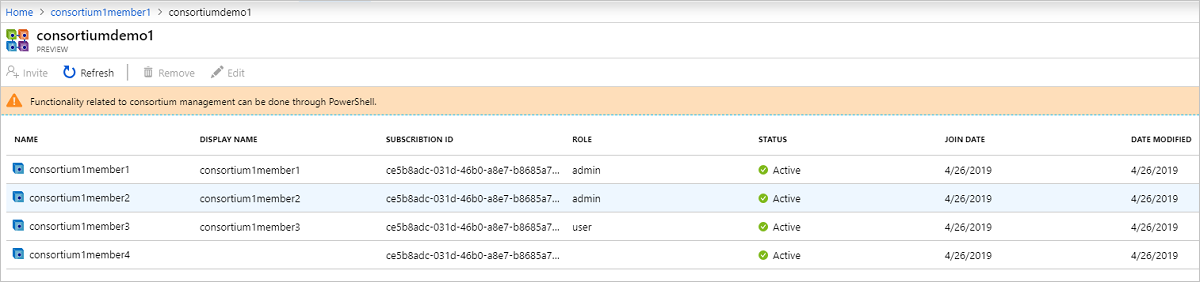 Home > consortium1member1 > consortiumdemo1
consortiumdemo1
PREVIEW
Invite Refresh Remove Edit
Functionality related to consortium management can be done through PowerShell.
NAME DISPLAY NAME SUBSCRIBTION ID ROLE STATUS JOIN DATE DATE MODIFIED
consortium1member1 consortium1member1 ce5b8adc-031d-46b0-a8e7-b8685a7... admin Active 4/26/2019 4/26/2019
consortium1member2 consortium1member2 ce5b8adc-031d-46b0-a8e7-b8685a7... admin Active 4/26/2019 4/26/2019
consortium1member3 consortium1member3 ce5b8adc-031d-46b0-a8e7-b8685a7... user Active 4/26/2019 4/26/2019
consortium1member4 ce5b8adc-031d-46b0-a8e7-b8685a7... Active 4/26/2019 4/26/2019